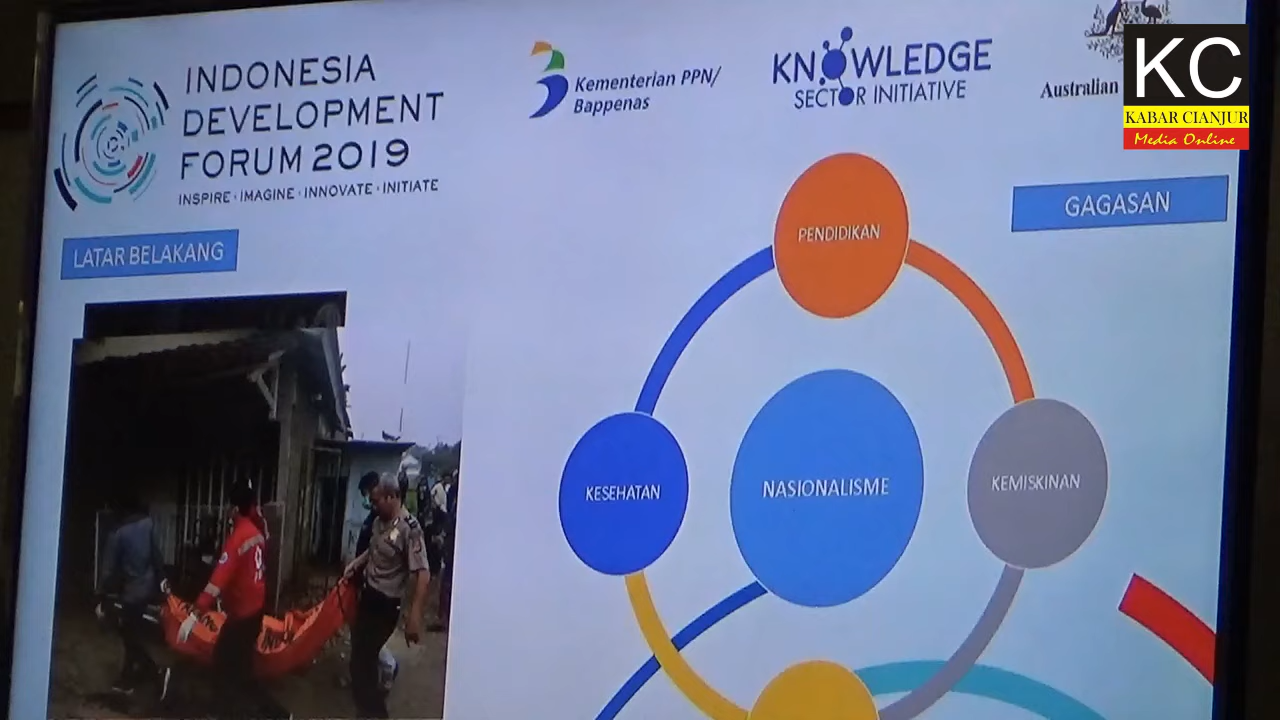 INDONESIA
DEVELOPMENT
FORUM 2019
INSPIRE · IMAGINE · INNOVATE · INITIATE
Kementerian PPN/
Bappenas
KNOWLEDGE
SECTOR INITIATIVE
Australian
KC
KABAR CIANJUR
Media Online
LATAR BELAKANG
GAGASAN
PENDIDIKAN
KESEHATAN
NASIONALISME
KEMISKINAN